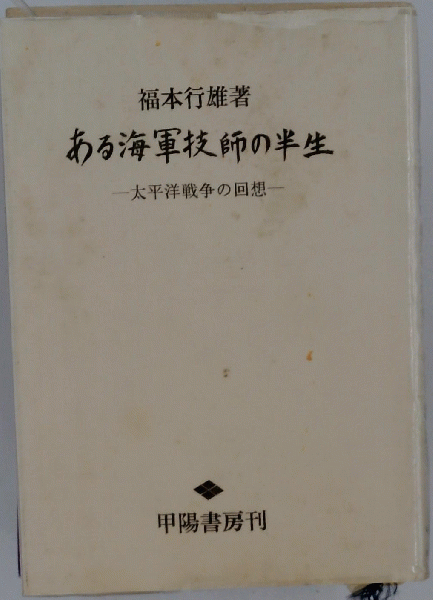 福本行雄著
ある海軍技師の半生
―太平洋戦争の回想―
甲陽書房刊